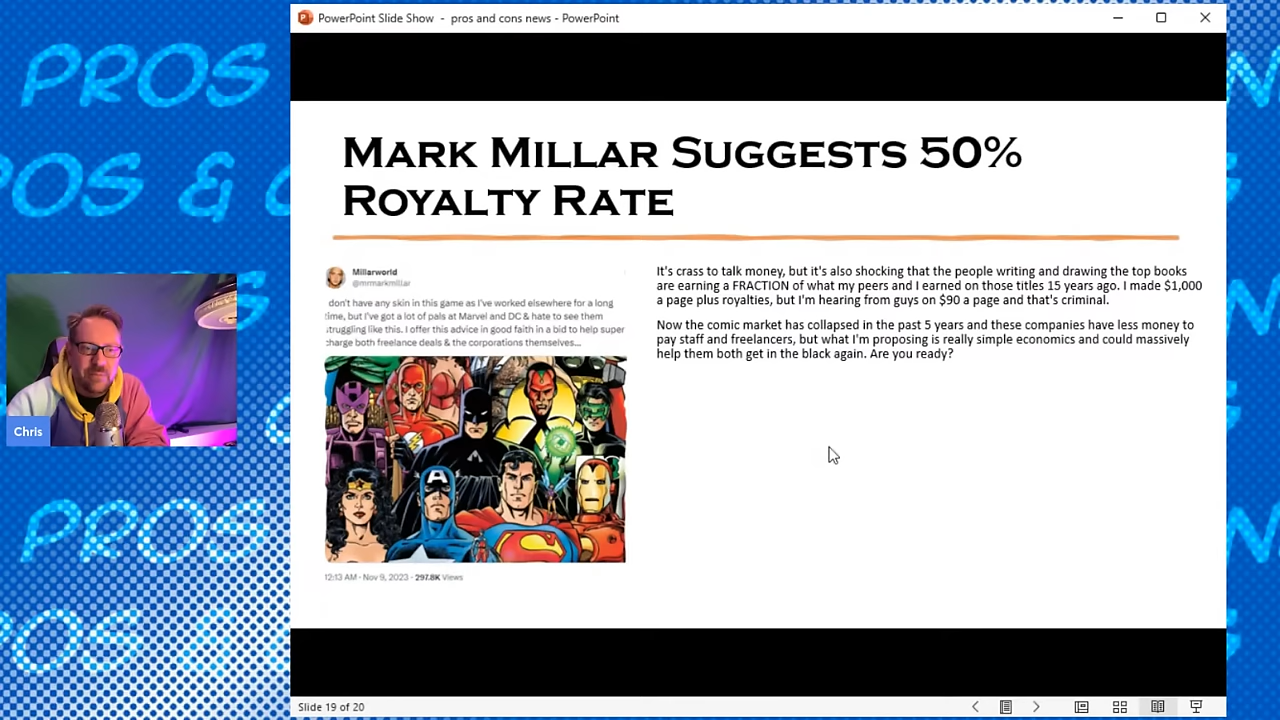 PowerPoint Slide Show - pros and cons news - PowerPoint
PROS
OS & C
PROS
OS
Mark Millar Suggests 50%
Royalty Rate
Millarworld
@mrmarkmillar
don't have any skin in this game as I've worked elsewhere for a long
time, but I've got a lot of pals at Marvel and DC & hate to see them
struggling like this. I offer this advice in good faith in a bid to help super
charge both freelance deals & the corporations themselves...
12:13 AM · Nov 9, 2023 · 297.8K Views
It's crass to talk money, but it's also shocking that the people writing and drawing the top books
are earning a FRACTION of what my peers and I earned on those titles 15 years ago. I made $1,000
a page plus royalties, but I'm hearing from guys on $90 a page and that's criminal.
Now the comic market has collapsed in the past 5 years and these companies have less money to
pay staff and freelancers, but what I'm proposing is really simple economics and could massively
help them both get in the black again. Are you ready?
Chris
Slide 19 of 20